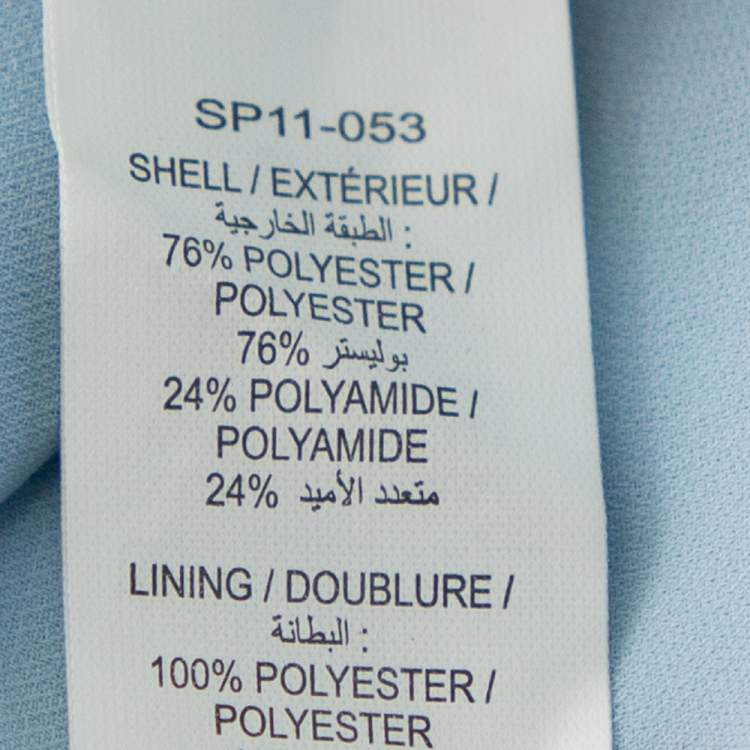 SP11-053
SHELL / EXTÉRIEUR /
الطبقة الخارجية :
76% POLYESTER /
POLYESTER
76% بوليستر
24% POLYAMIDE /
POLYAMIDE
24% متعدد الأميد
LINING / DOUBLURE /
البطانة :
100% POLYESTER /
POLYESTER